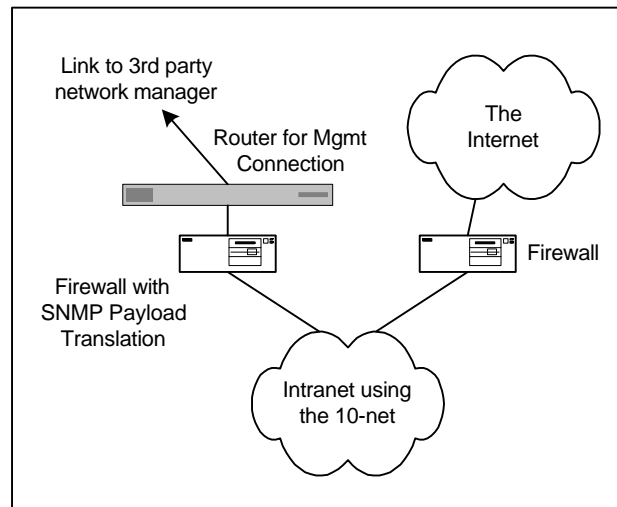 Link to 3rd party
network manager
Router for Mgmt
Connection
The
Internet
Firewall
Firewall with
SNMP Payload
Translation
Intranet using
the 10-net